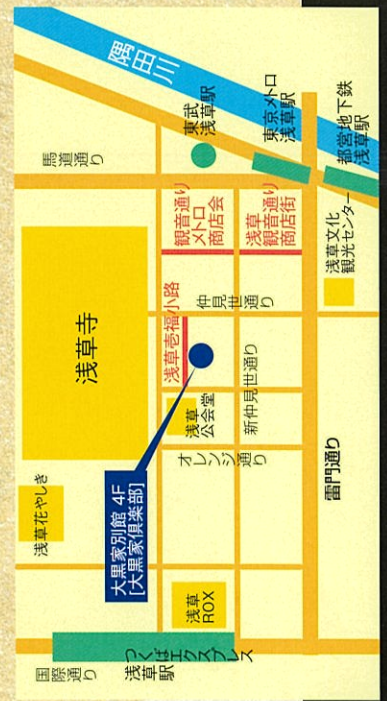 隅田川
馬道通り
東武
浅草駅
東京メトロ
浅草駅
都営地下鉄
浅草駅
観音通り
メトロ
商店会
浅草
観音通り
商店街
浅草文化
観光センター
浅草寺
浅草壱福小路
仲見世通り
浅草
公会堂
新仲見世通り
オレンジ通り
雷門通り
浅草花やしき
大黒家別館 4F
[大黒家倶楽部]
浅草
ROX
国際通り
つくばエクスプレス
浅草駅